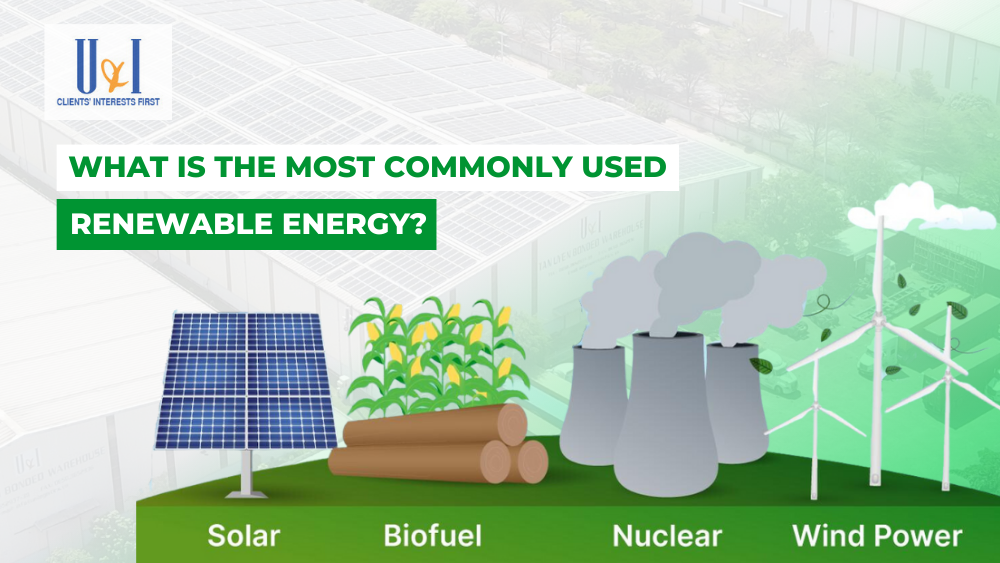 U&I
CLIENTS' INTERESTS FIRST
WHAT IS THE MOST COMMONLY USED
RENEWABLE ENERGY?
Solar
Biofuel
Nuclear
Wind Power